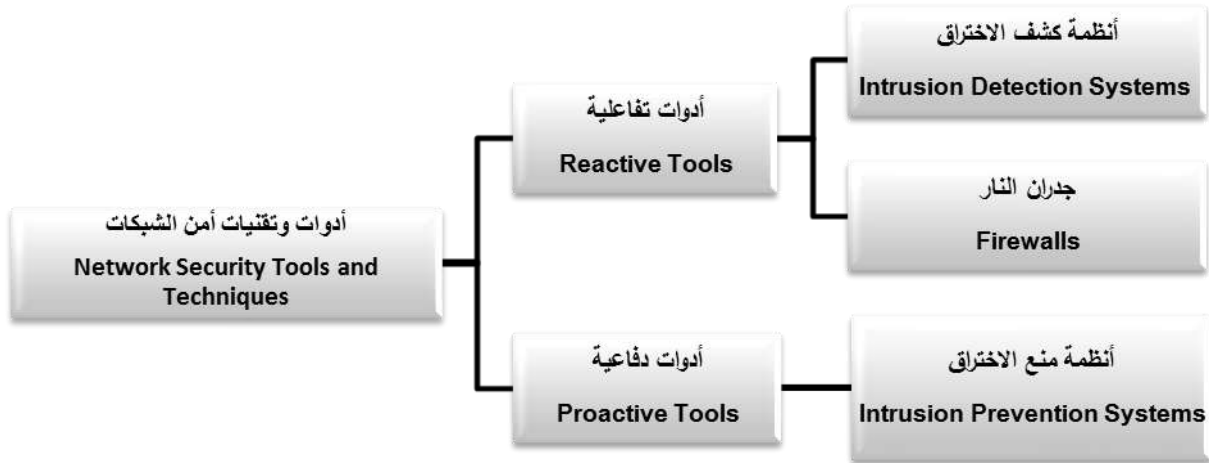 أدوات وتقنيات أمن الشبكات
Network Security Tools and
Techniques
أدوات تفاعلية
Reactive Tools
أنظمة كشف الاختراق
Intrusion Detection Systems
جدران النار
Firewalls
أدوات دفاعية
Proactive Tools
أنظمة منع الاختراق
Intrusion Prevention Systems